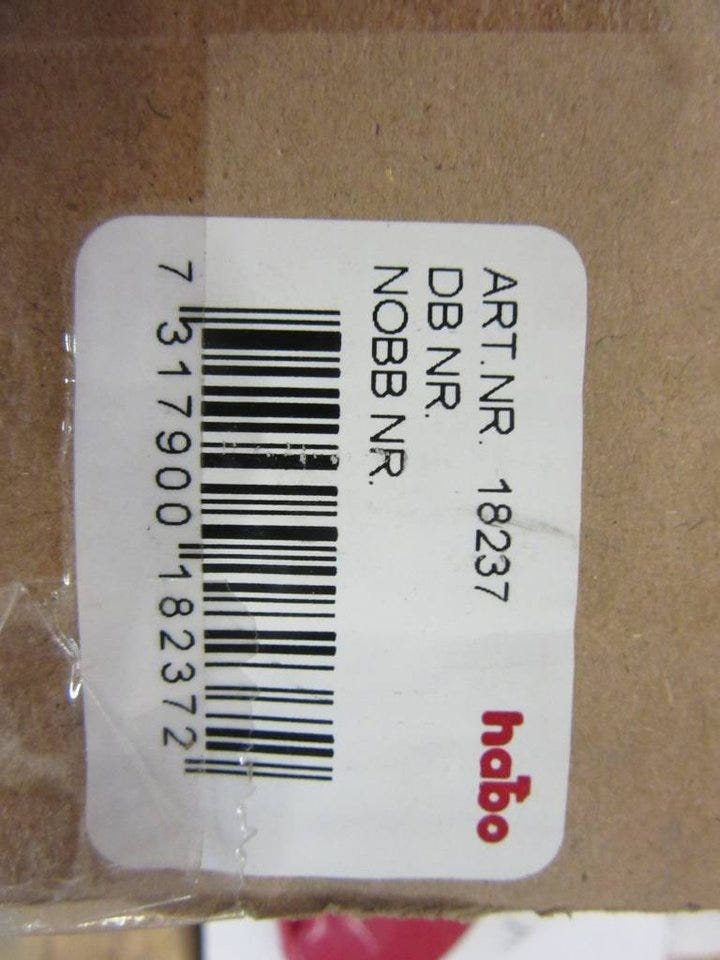 ART.NR. 18237
habo
DB NR.
NOBB NR.
7 317900 182372